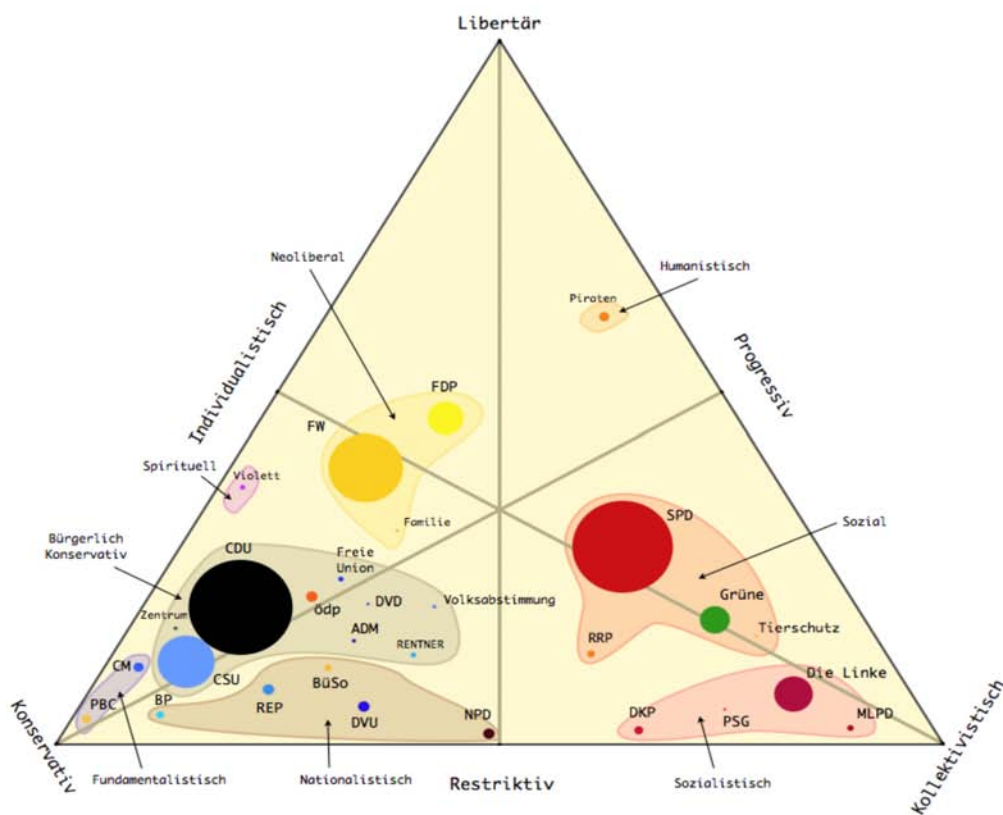 Libertär
Neoliberal
Humanistisch
Piraten
Individualistisch
Progressiv
FDP
FW
Spirituell
Violett
Familie
SPD
Sozial
Bürgerlich
Konservativ
CDU
Freie
Union
Zentrum
ödp
DVD
Volksabstimmung
Grüne
ADM
Tierschutz
RENTNER
RRP
CM
CSU
BüSo
Die Linke
PBC
BP
REP
DVU
NPD
DKP
PSG
MLPD
Konservativ
Fundamentalistisch
Nationalistisch
Restriktiv
Sozialistisch
Kollektivistisch